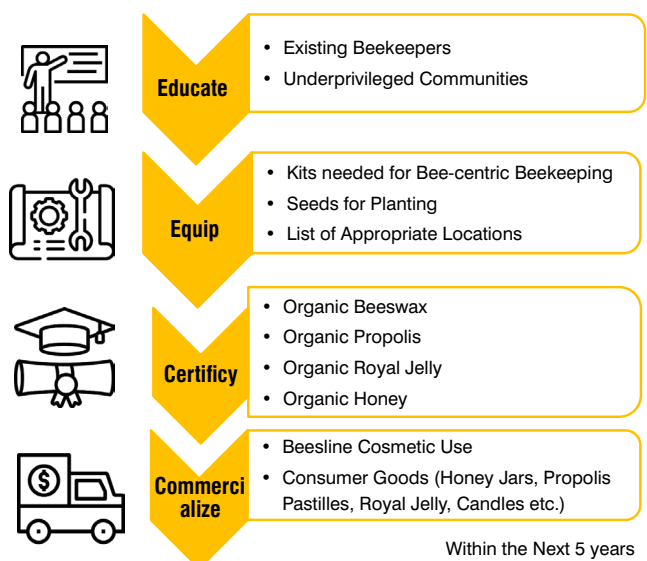 Educate
• Existing Beekeepers
• Underprivileged Communities
Equip
• Kits needed for Bee-centric Beekeeping
• Seeds for Planting
• List of Appropriate Locations
Certificy
• Organic Beeswax
• Organic Propolis
• Organic Royal Jelly
• Organic Honey
Commerci
alize
• Beesline Cosmetic Use
• Consumer Goods (Honey Jars, Propolis
Pastilles, Royal Jelly, Candles etc.)
$
Within the Next 5 years